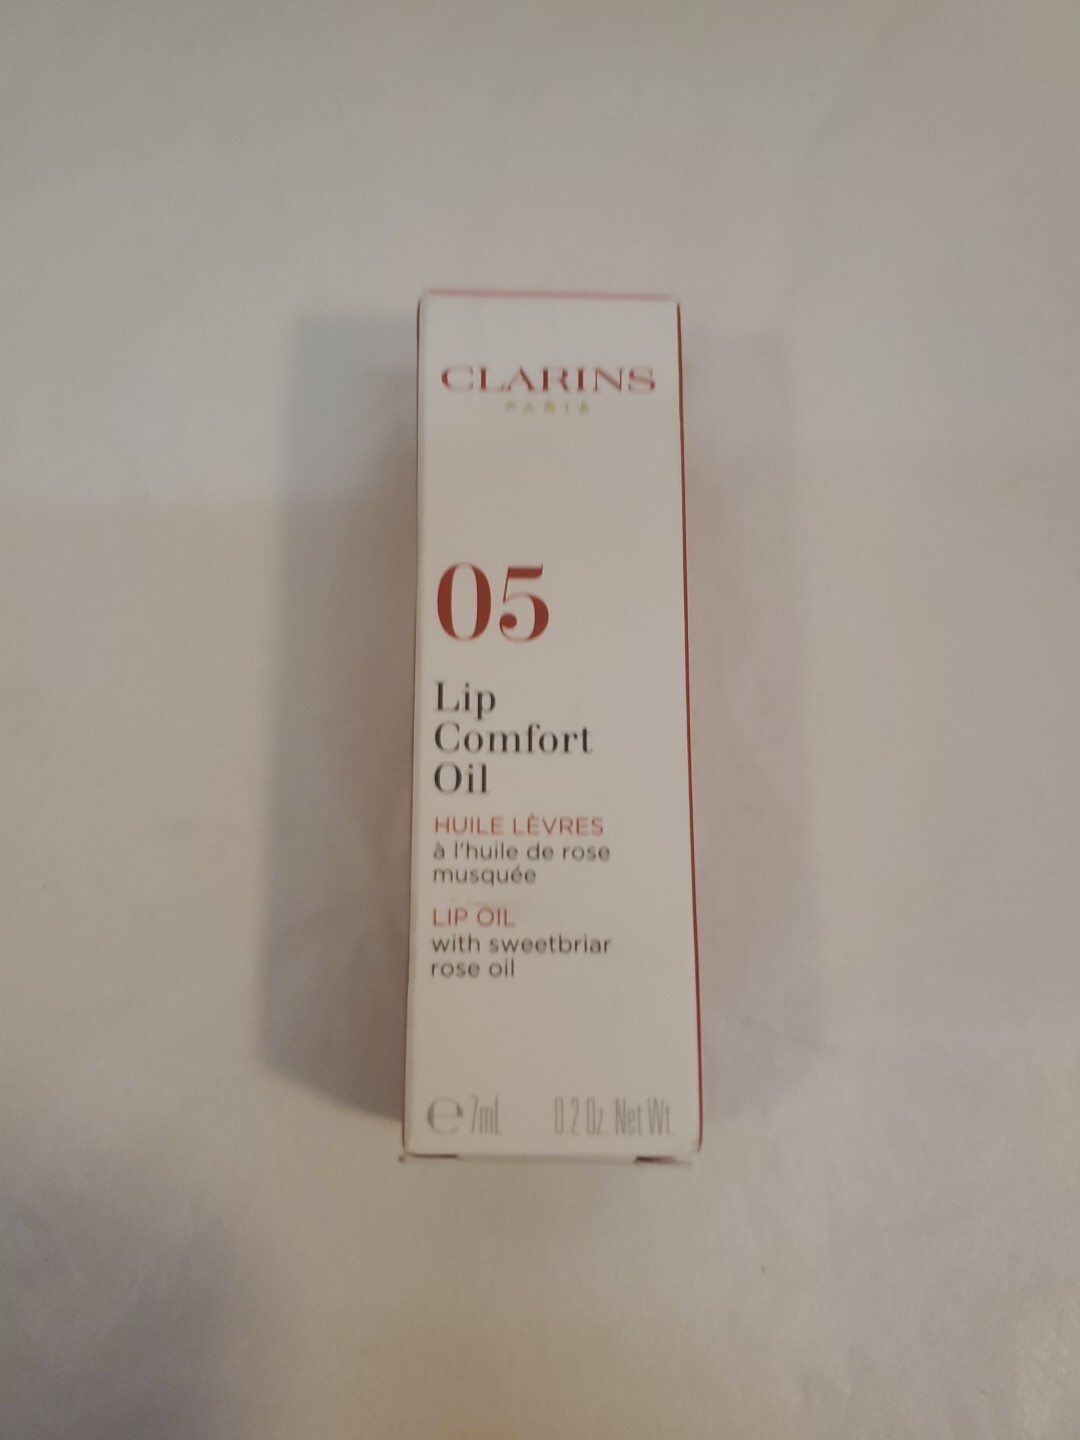 CLARINS
PARIS
05
Lip
Comfort
Oil
HUILE LÈVRES
à l'huile de rose
musquée
LIP OIL
with sweetbriar
rose oil
℮ 7mL 0.2 Oz. Net Wt.